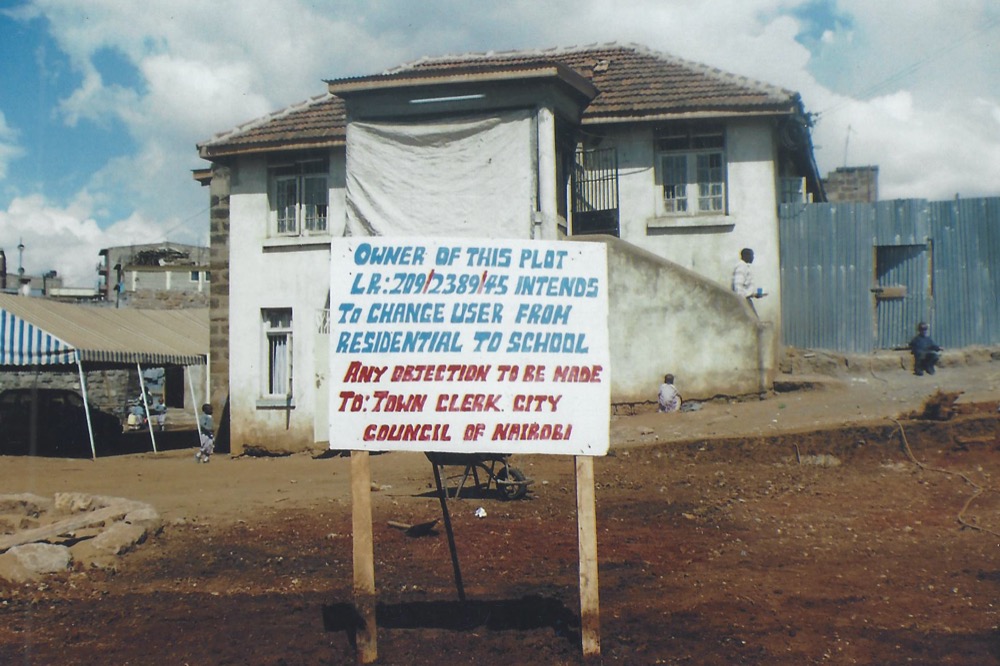 OWNER OF THIS PLOT
L.R:209/2389/45 INTENDS
TO CHANGE USER FROM
RESIDENTIAL TO SCHOOL
ANY OBJECTION TO BE MADE
TO: TOWN CLERK. CITY
COUNCIL OF NAIROBI